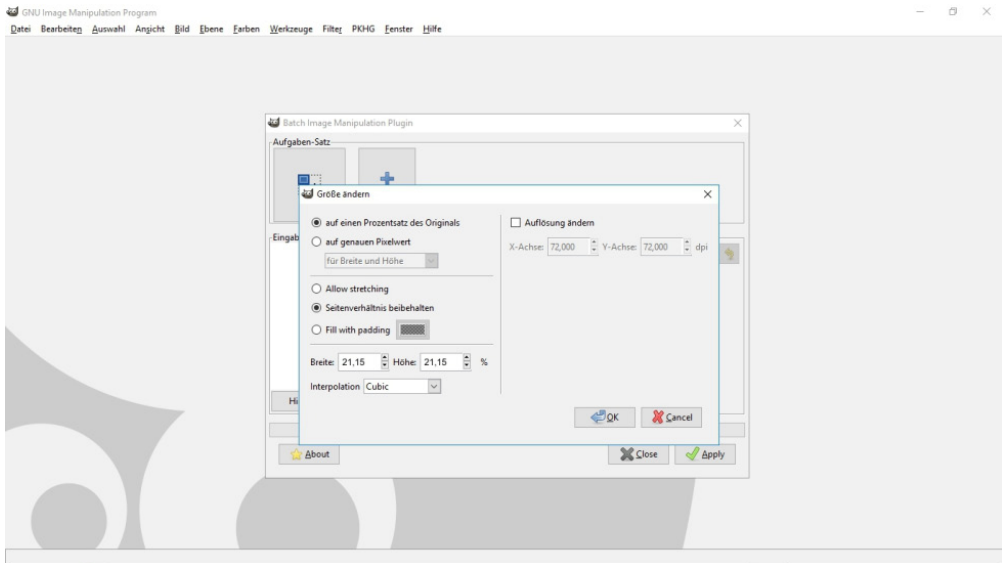 GNU Image Manipulation Program
Datei Bearbeiten Auswahl Ansicht Bild Ebene Farben Werkzeuge Filter PKHG Fenster Hilfe
Batch Image Manipulation Plugin
Aufgaben-Satz
Größe ändern
auf einen Prozentsatz des Originals
Auflösung ändern
Eingab
auf genauen Pixelwert
X-Achse: 72,000 Y-Achse: 72,000 dpi
für Breite und Höhe
Allow stretching
Seitenverhältnis beibehalten
Fill with padding
Breite: 21,15 Höhe: 21,15 %
Interpolation Cubic
Hi
OK Cancel
About Close Apply